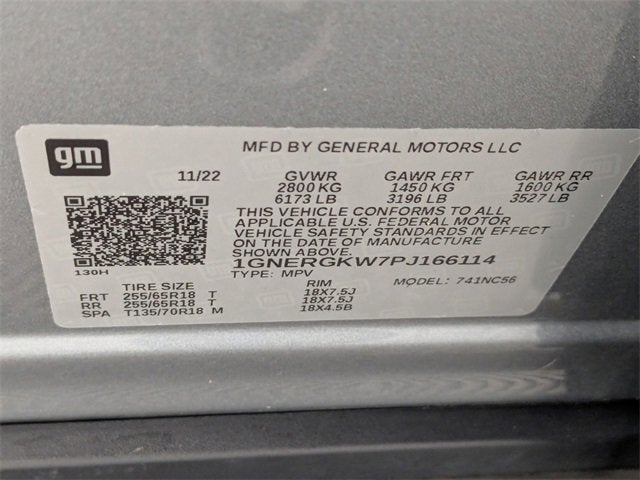 gm
MFD BY GENERAL MOTORS LLC
11/22 GVWR GAWR FRT GAWR RR
2800 KG 1450 KG 1600 KG
6173 LB 3196 LB 3527 LB
THIS VEHICLE CONFORMS TO ALL
APPLICABLE U.S. FEDERAL MOTOR
VEHICLE SAFETY STANDARDS IN EFFECT
ON THE DATE OF MANUFACTURE
SHOWN ABOVE.
1GNERGKW7PJ166114
130H
TYPE: MPV MODEL: 741NC56
TIRE SIZE RIM
FRT 255/65R18 T 18X7.5J
RR 255/65R18 T 18X7.5J
SPA T135/70R18 M 18X4.5B